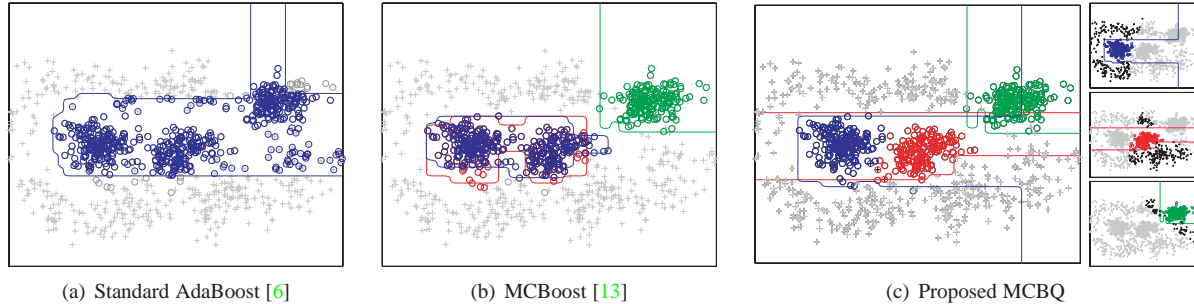 (a) Standard AdaBoost [6]
(b) MCBoost [13]
(c) Proposed MCBQ